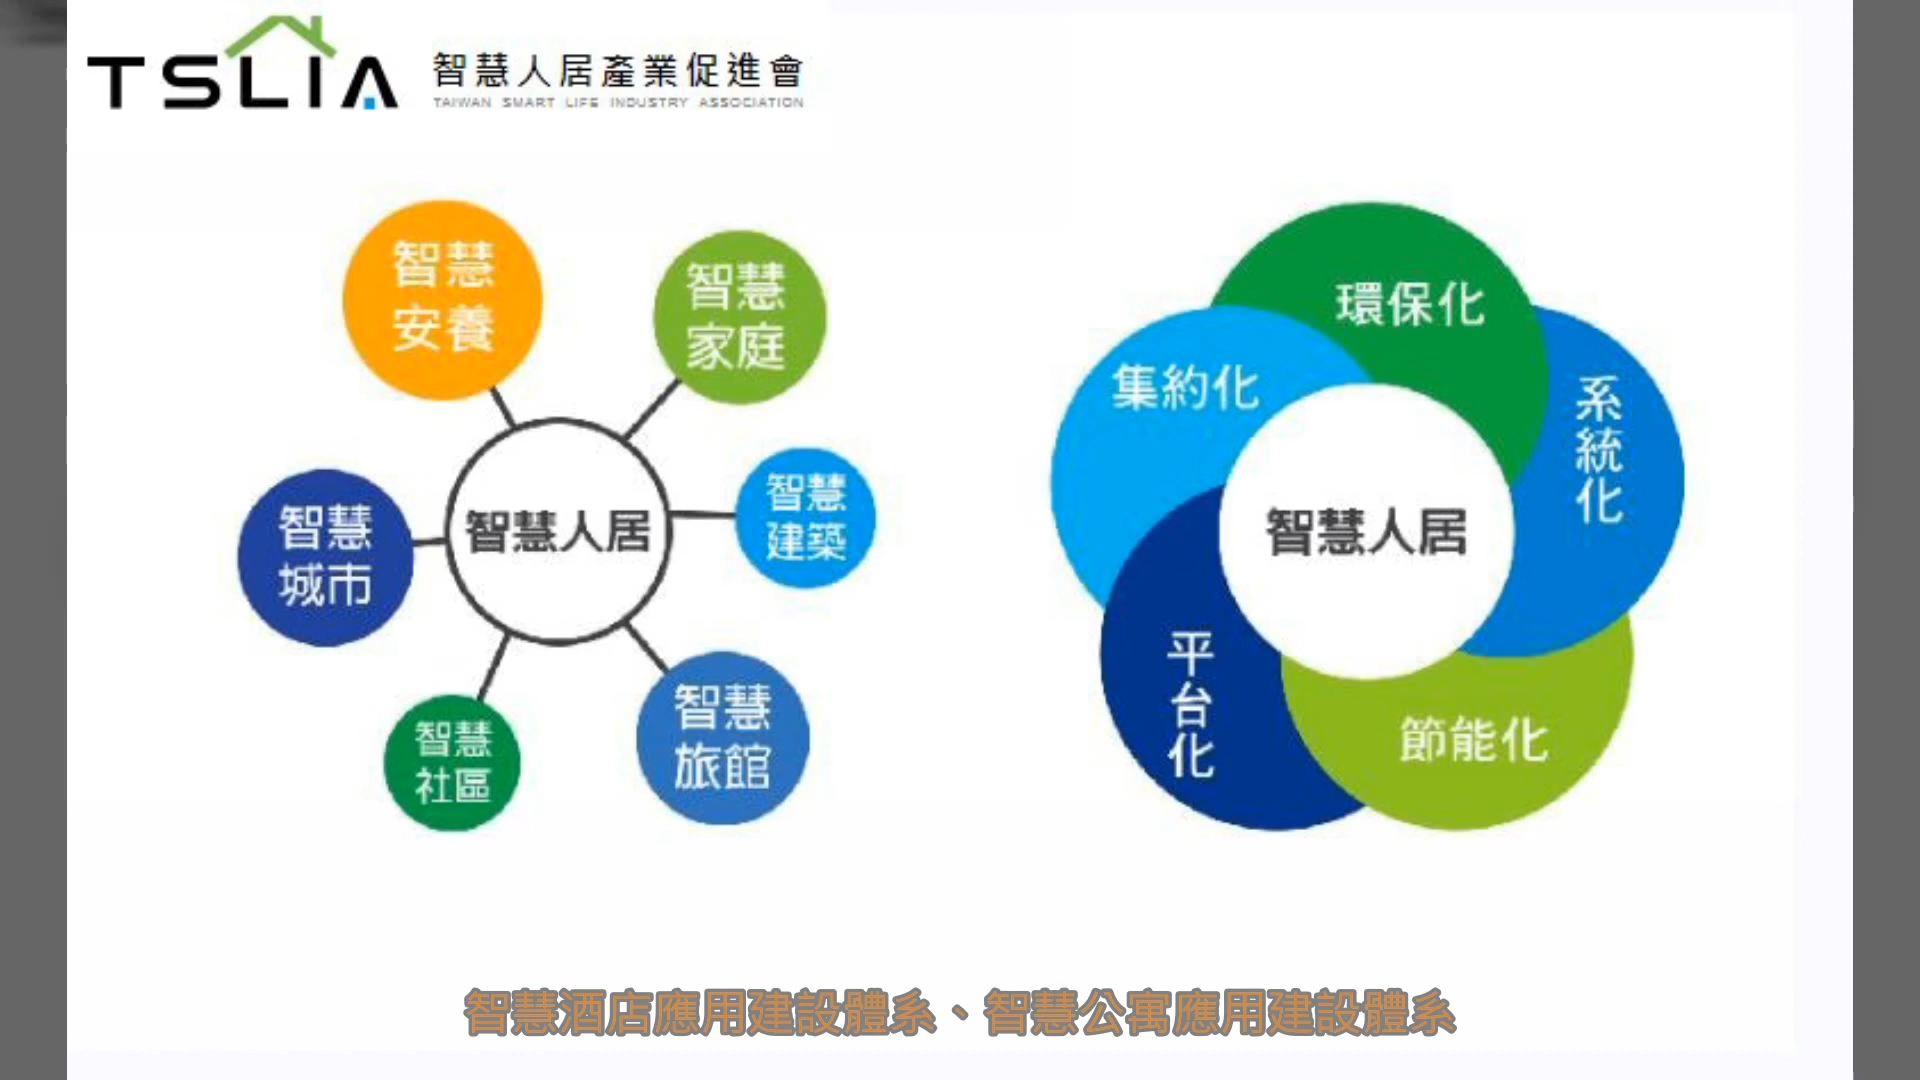 TSLIA
智慧人居產業促進會
TAIWAN SMART LIFE INDUSTRY ASSOCIATION
智慧
安養
智慧
家庭
智慧
城市
智慧人居
智慧
建築
智慧
社區
智慧
旅館
環保化
集約化
系統化
智慧人居
平台化
節能化
智慧酒店應用建設體系、智慧公寓應用建設體系